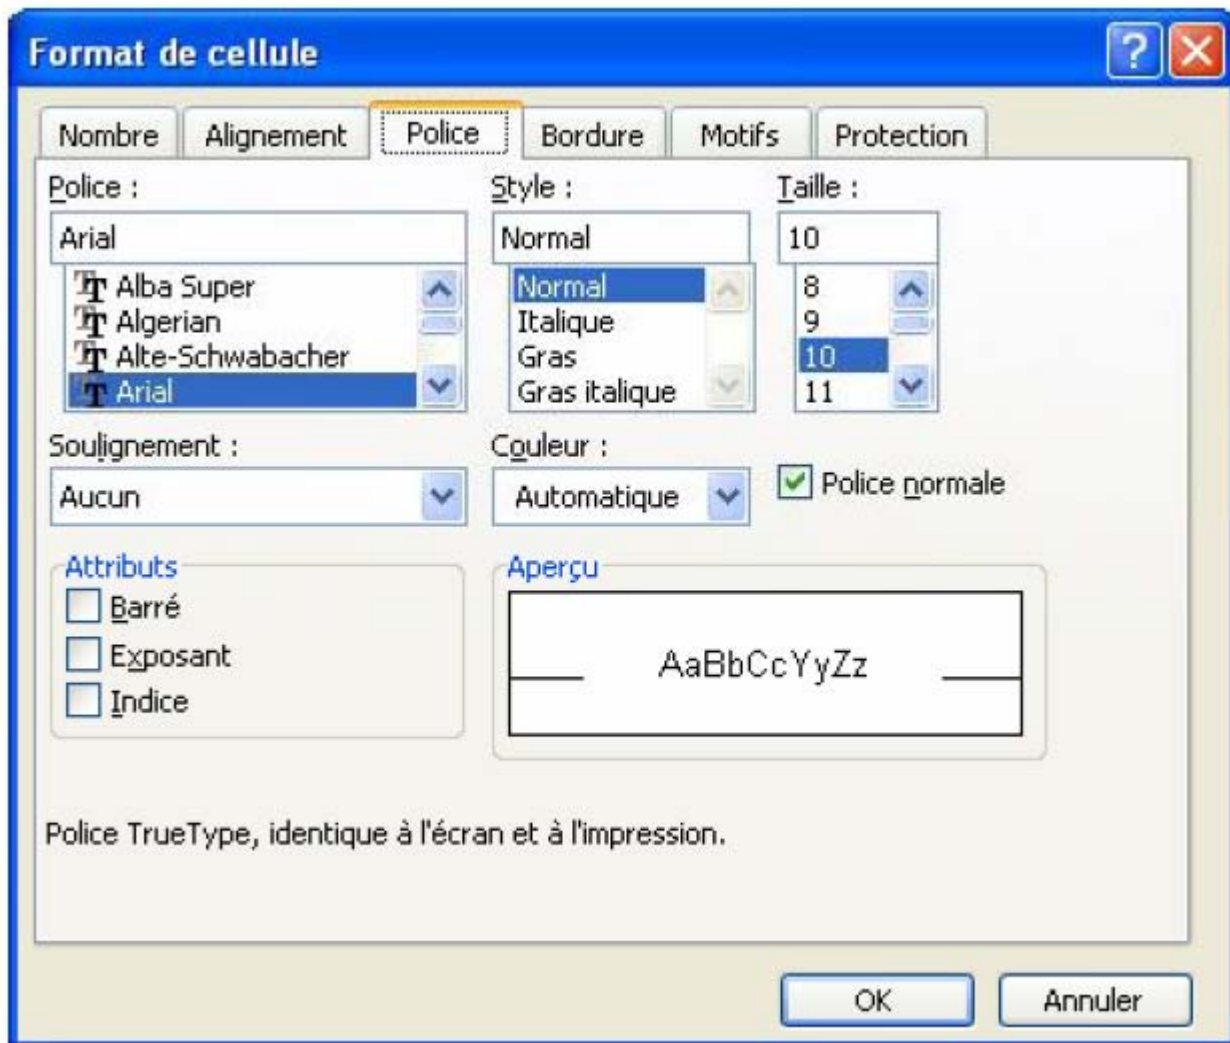 Format de cellule
Nombre Alignement Police Bordure Motifs Protection
Police : Style : Taille :
Arial Normal 10
Alba Super Normal 8
Algerian Italique 9
Alte-Schwabacher Gras 10
Arial Gras italique 11
Soulignement : Couleur :
Aucun Automatique Police normale
Attributs Aperçu
Barré
Exposant AaBbCcYyZz
Indice
Police TrueType, identique à l'écran et à l'impression.
OK Annuler